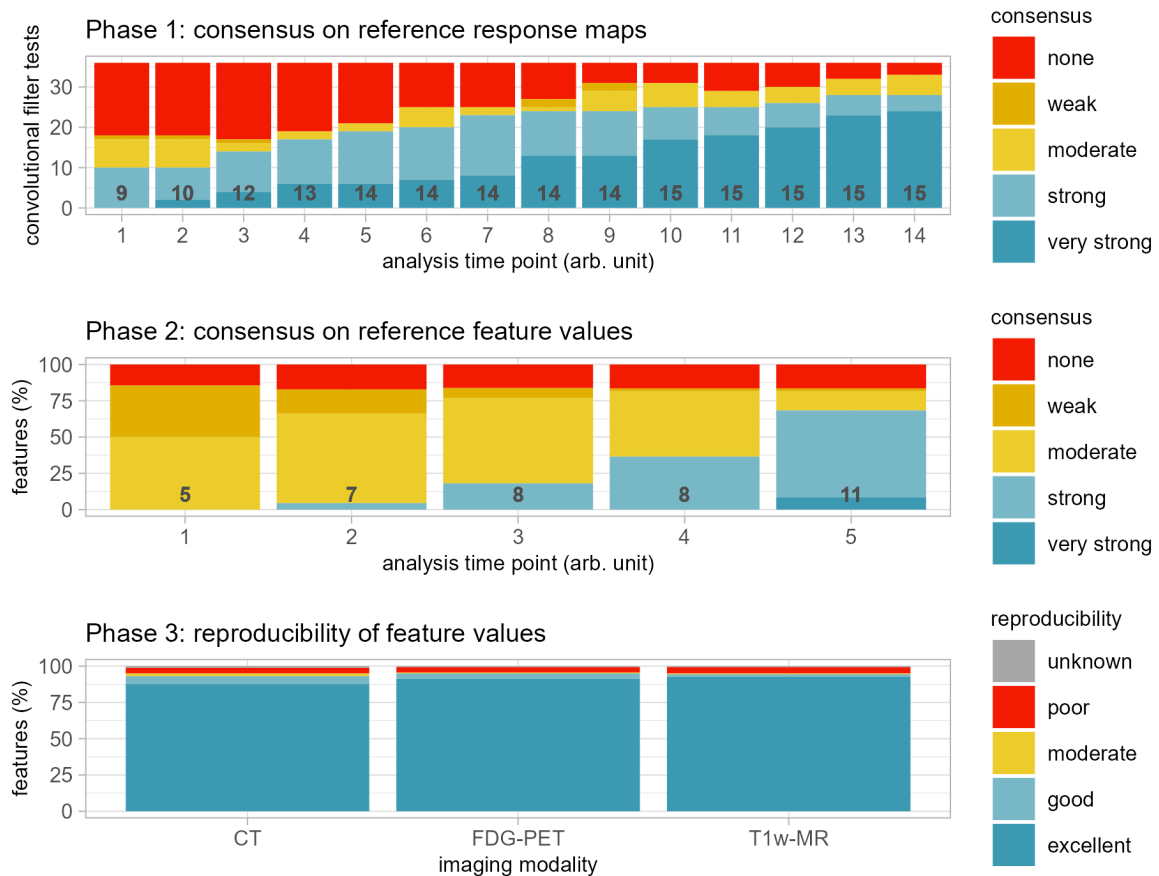 Phase 1: consensus on reference response maps
convolutional filter tests
30
20
10
0
9 10 12 13 14 14 14 14 14 15 15 15 15 15
1 2 3 4 5 6 7 8 9 10 11 12 13 14
analysis time point (arb. unit)
consensus
none
weak
moderate
strong
very strong
Phase 2: consensus on reference feature values
features (%)
100
75
50
25
0
5 7 8 8 11
1 2 3 4 5
analysis time point (arb. unit)
consensus
none
weak
moderate
strong
very strong
Phase 3: reproducibility of feature values
features (%)
100
75
50
25
0
CT FDG-PET T1w-MR
imaging modality
reproducibility
unknown
poor
moderate
good
excellent